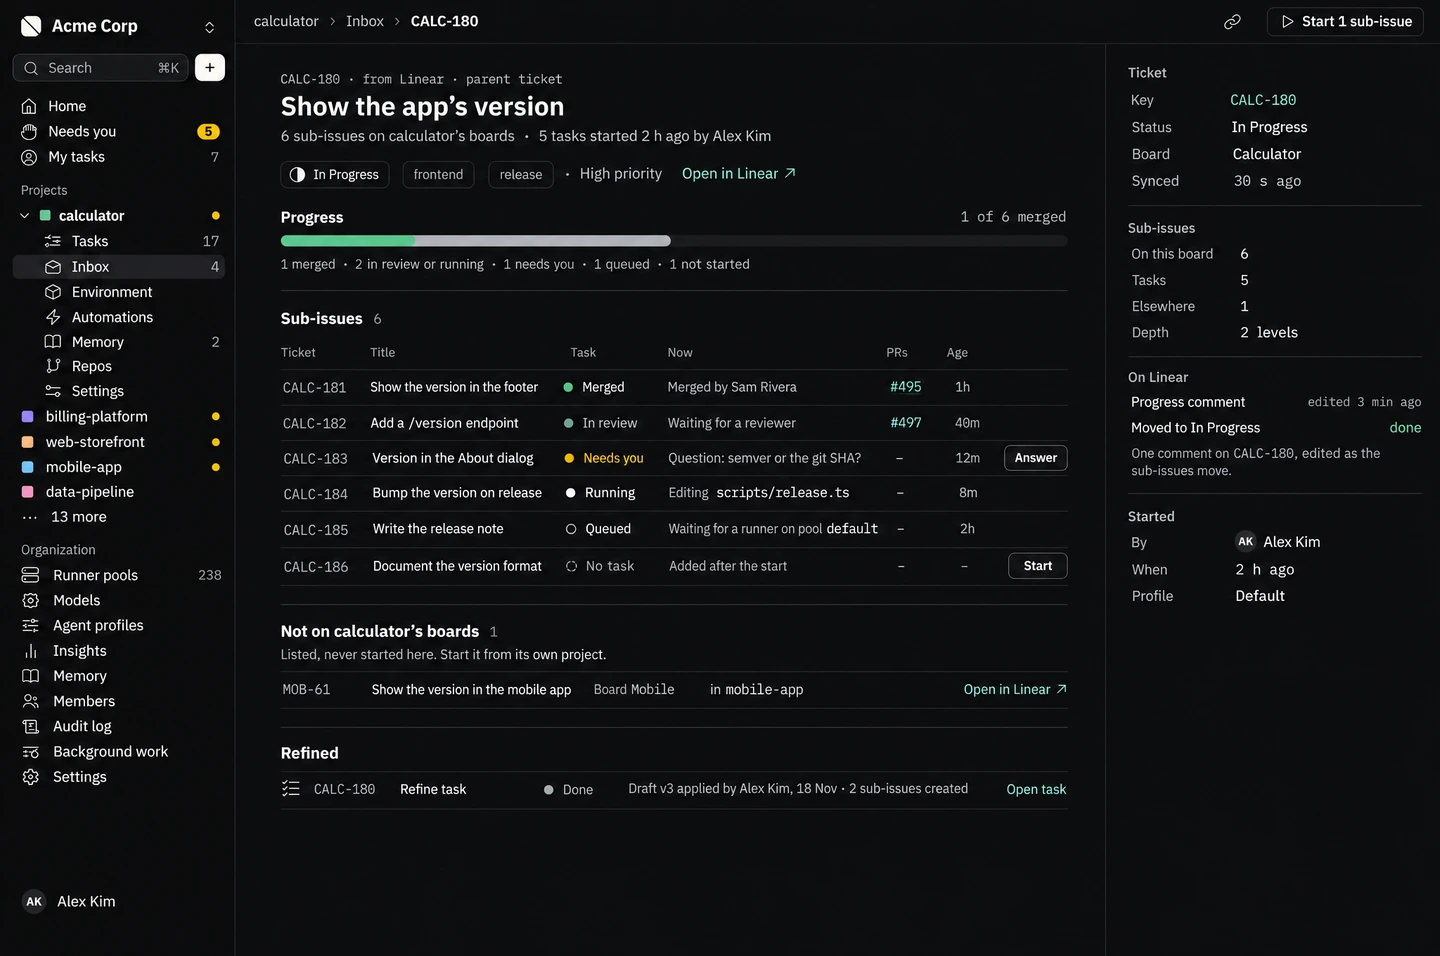 Acme Corp
Search ⌘K +
Home
Needs you 5
My tasks 7
Projects
calculator
Tasks 17
Inbox 4
Environment
Automations
Memory 2
Repos
Settings
billing-platform
web-storefront
mobile-app
data-pipeline
··· 13 more
Organization
Runner pools 238
Models
Agent profiles
Insights
Memory
Members
Audit log
Background work
Settings
AK Alex Kim
calculator > Inbox > CALC-180
Start 1 sub-issue
CALC-180 · from Linear · parent ticket
Show the app’s version
6 sub-issues on calculator’s boards · 5 tasks started 2 h ago by Alex Kim
In Progress frontend release · High priority Open in Linear ↗
Progress 1 of 6 merged
1 merged · 2 in review or running · 1 needs you · 1 queued · 1 not started
Sub-issues 6
Ticket Title Task Now PRs Age
CALC-181 Show the version in the footer Merged Merged by Sam Rivera #495 1h
CALC-182 Add a /version endpoint In review Waiting for a reviewer #497 40m
CALC-183 Version in the About dialog Needs you Question: semver or the git SHA? – 12m Answer
CALC-184 Bump the version on release Running Editing scripts/release.ts – 8m
CALC-185 Write the release note Queued Waiting for a runner on pool default – 2h
CALC-186 Document the version format No task Added after the start – – Start
Not on calculator’s boards 1
Listed, never started here. Start it from its own project.
MOB-61 Show the version in the mobile app Board Mobile in mobile-app Open in Linear ↗
Refined
CALC-180 Refine task Done Draft v3 applied by Alex Kim, 18 Nov · 2 sub-issues created Open task
Ticket
Key CALC-180
Status In Progress
Board Calculator
Synced 30 s ago
Sub-issues
On this board 6
Tasks 5
Elsewhere 1
Depth 2 levels
On Linear
Progress comment edited 3 min ago
Moved to In Progress done
One comment on CALC-180, edited as the
sub-issues move.
Started
By AK Alex Kim
When 2 h ago
Profile Default